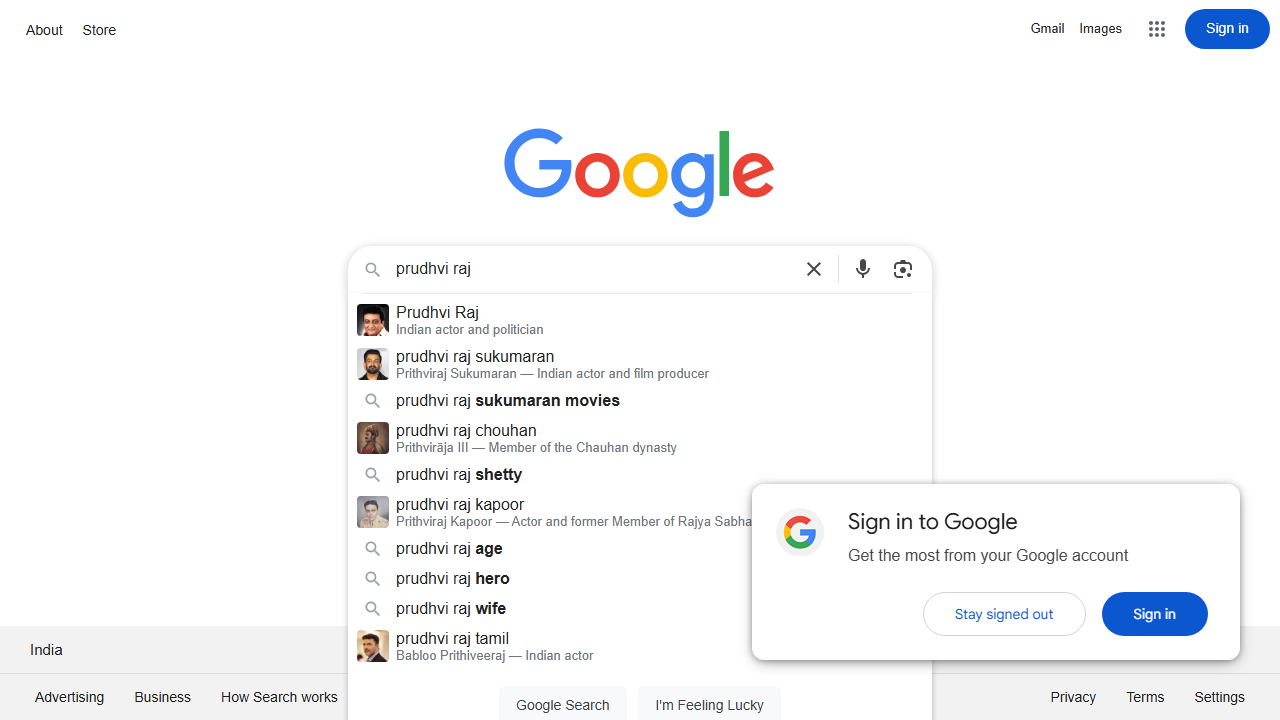 About Store
Gmail Images Sign in
Google
prudhvi raj
Prudhvi Raj
Indian actor and politician
prudhvi raj sukumaran
Prithviraj Sukumaran — Indian actor and film producer
prudhvi raj sukumaran movies
prudhvi raj chouhan
Prithvirāja III — Member of the Chauhan dynasty
prudhvi raj shetty
prudhvi raj kapoor
Prithviraj Kapoor — Actor and former Member of Rajya Sabha
prudhvi raj age
prudhvi raj hero
prudhvi raj wife
prudhvi raj tamil
Babloo Prithiveeraj — Indian actor
Google Search I'm Feeling Lucky
Sign in to Google
Get the most from your Google account
Stay signed out Sign in
India
Advertising Business How Search works
Privacy Terms Settings